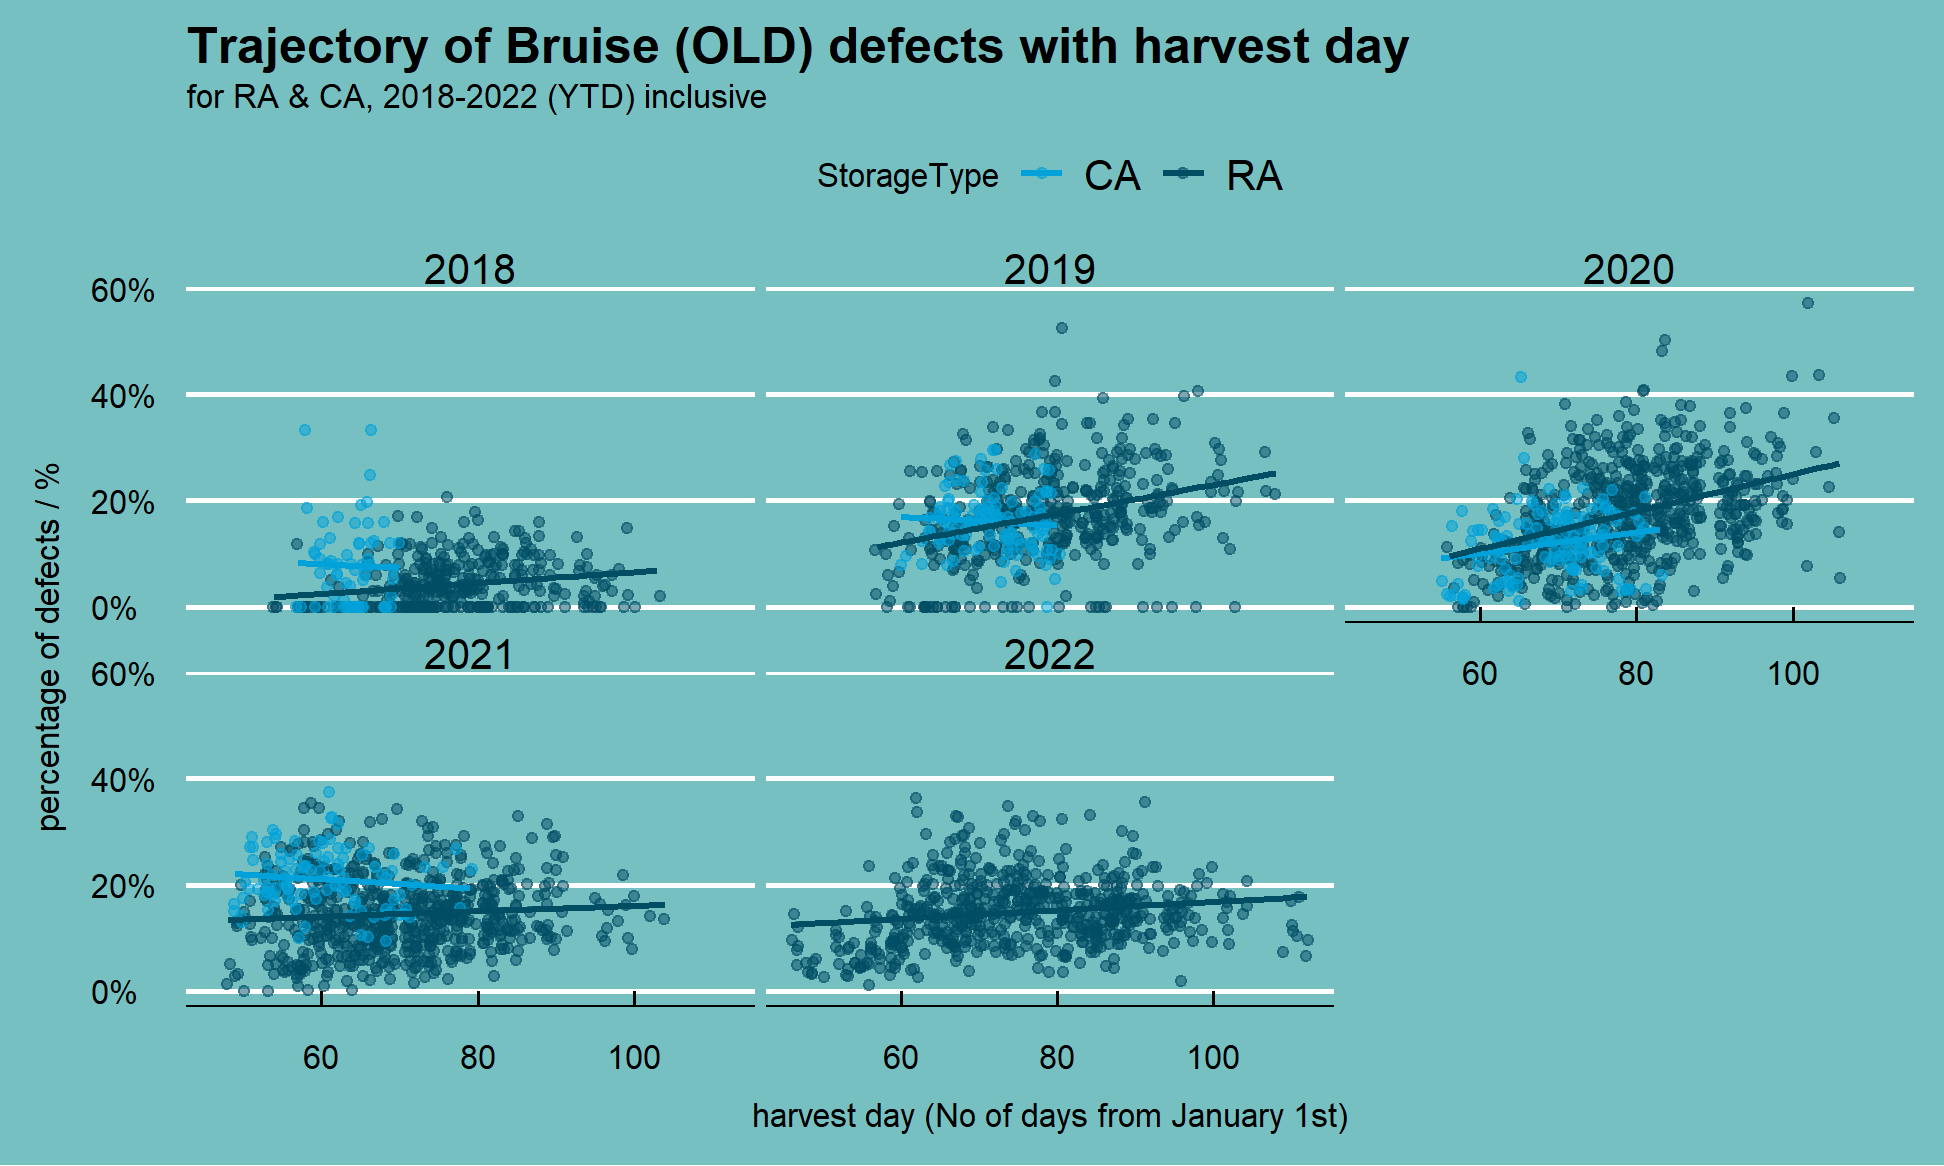 Trajectory of Bruise (OLD) defects with harvest day
for RA & CA, 2018-2022 (YTD) inclusive
StorageType CA RA
2018 2019 2020
60%
40%
20%
0%
60 80 100
2021 2022
60%
40%
20%
0%
60 80 100 60 80 100
percentage of defects / %
harvest day (No of days from January 1st)